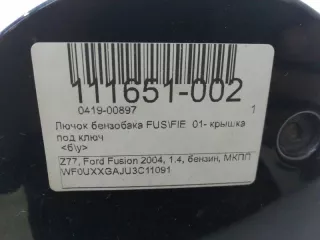 111651-002
0419-00897 1
Лючок бензобака FUS\FIE 01- крышка
под ключ
<б\у>
Z77, Ford Fusion 2004, 1.4, бензин, МКПП
WF0UXXGAJU3C11091